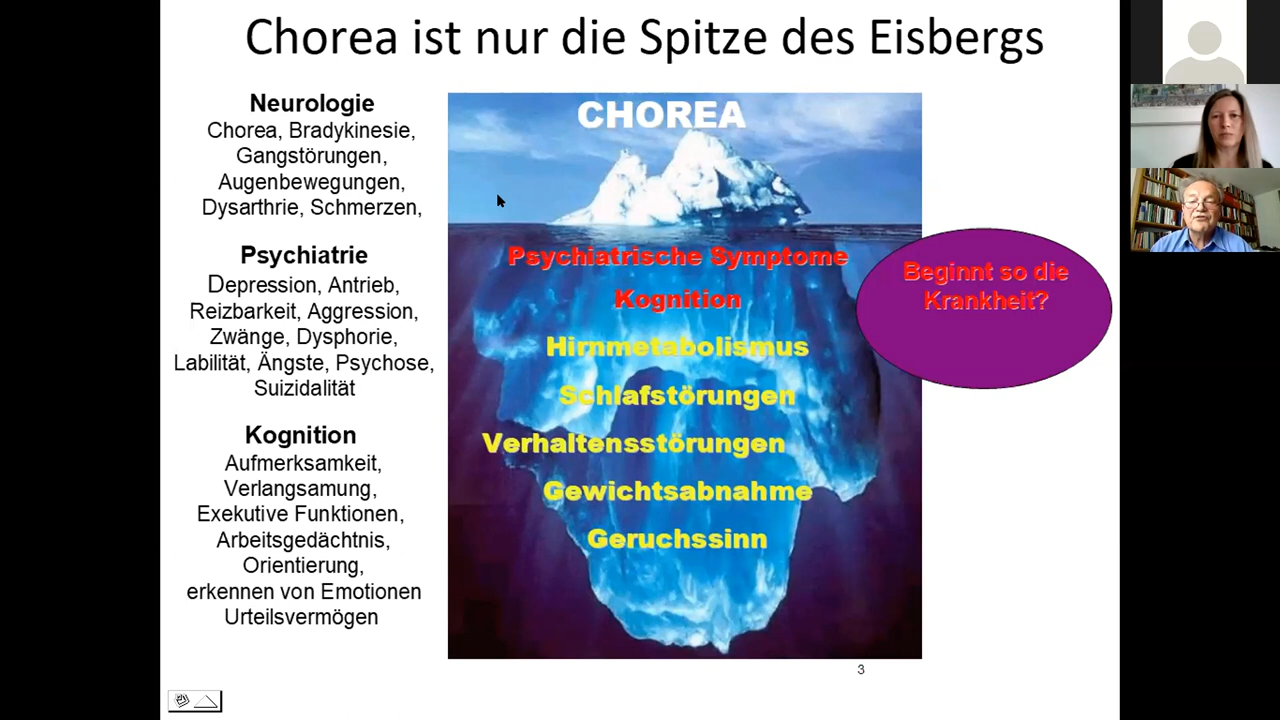 Chorea ist nur die Spitze des Eisbergs
Neurologie
Chorea, Bradykinesie,
Gangstörungen,
Augenbewegungen,
Dysarthrie, Schmerzen,
Psychiatrie
Depression, Antrieb,
Reizbarkeit, Aggression,
Zwänge, Dysphorie,
Labilität, Ängste, Psychose,
Suizidalität
Kognition
Aufmerksamkeit,
Verlangsamung,
Exekutive Funktionen,
Arbeitsgedächtnis,
Orientierung,
erkennen von Emotionen
Urteilsvermögen
CHOREA
Psychiatrische Symptome
Kognition
Hirnmetabolismus
Schlafstörungen
Verhaltensstörungen
Gewichtsabnahme
Geruchssinn
Beginnt so die
Krankheit?
3